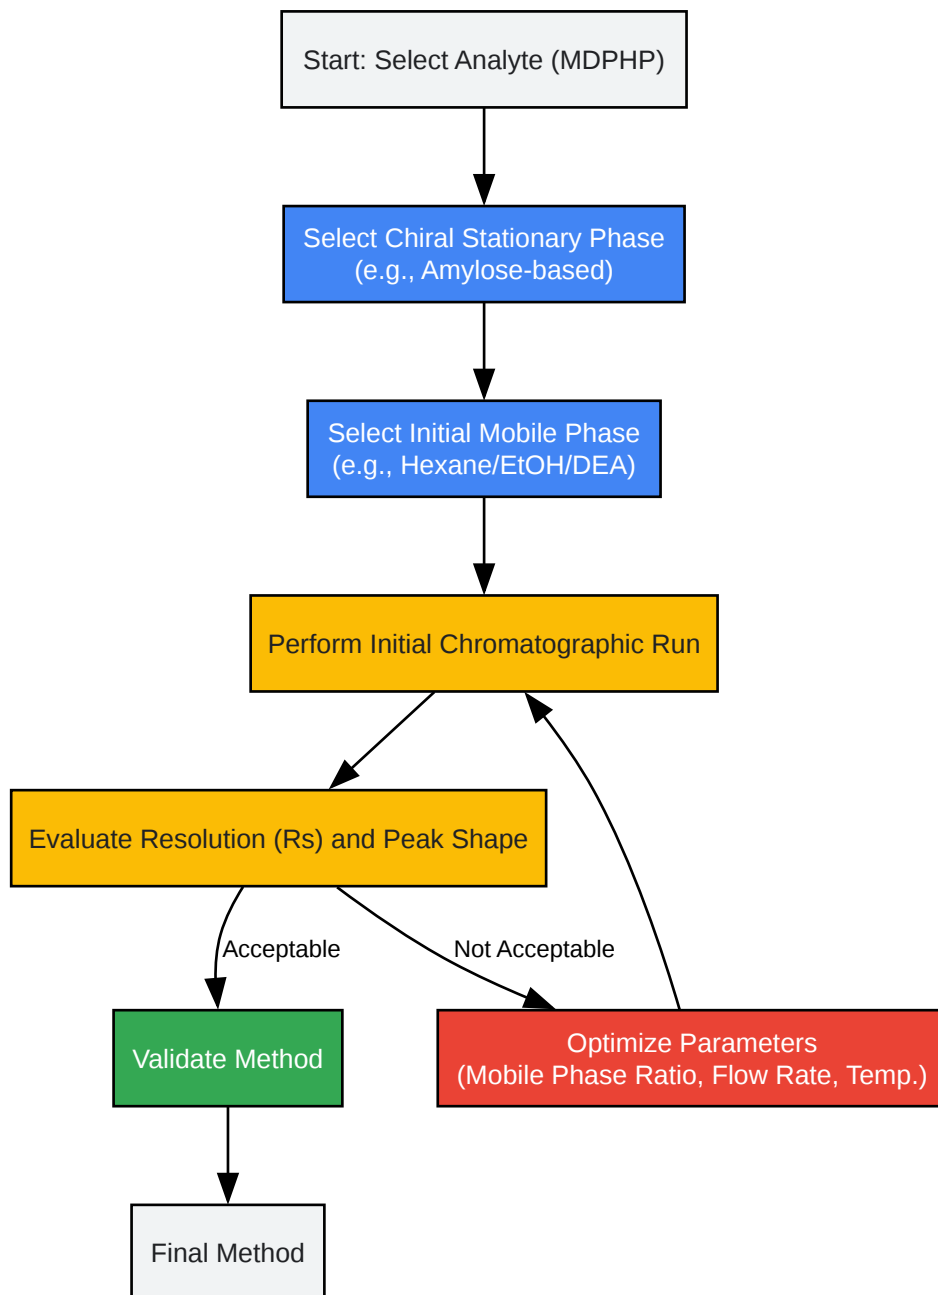 Start: Select Analyte (MDPHP)
Select Chiral Stationary Phase
(e.g., Amylose-based)
Select Initial Mobile Phase
(e.g., Hexane/EtOH/DEA)
Perform Initial Chromatographic Run
Evaluate Resolution (Rs) and Peak Shape
Acceptable
Not Acceptable
Validate Method
Optimize Parameters
(Mobile Phase Ratio, Flow Rate, Temp.)
Final Method